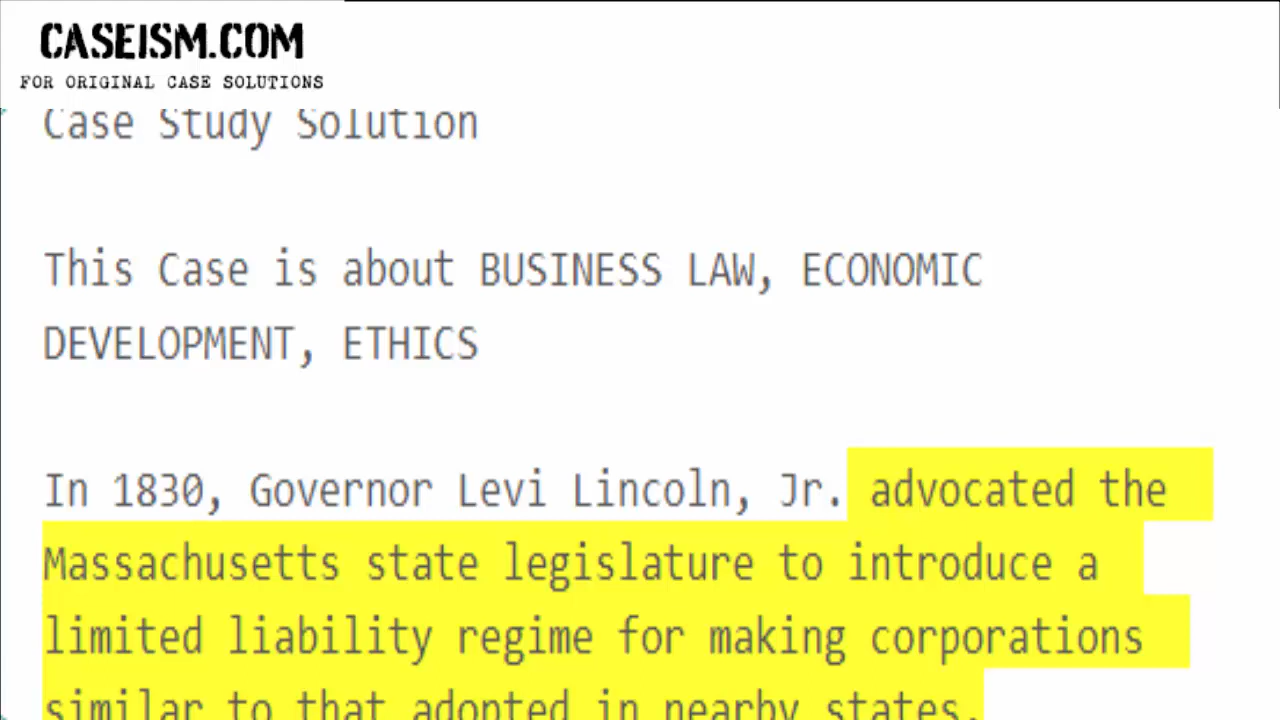 CASEISM.COM
FOR ORIGINAL CASE SOLUTIONS
Case Study Solution
This Case is about BUSINESS LAW, ECONOMIC
DEVELOPMENT, ETHICS
In 1830, Governor Levi Lincoln, Jr. advocated the
Massachusetts state legislature to introduce a
limited liability regime for making corporations
similar to that adopted in nearby states.